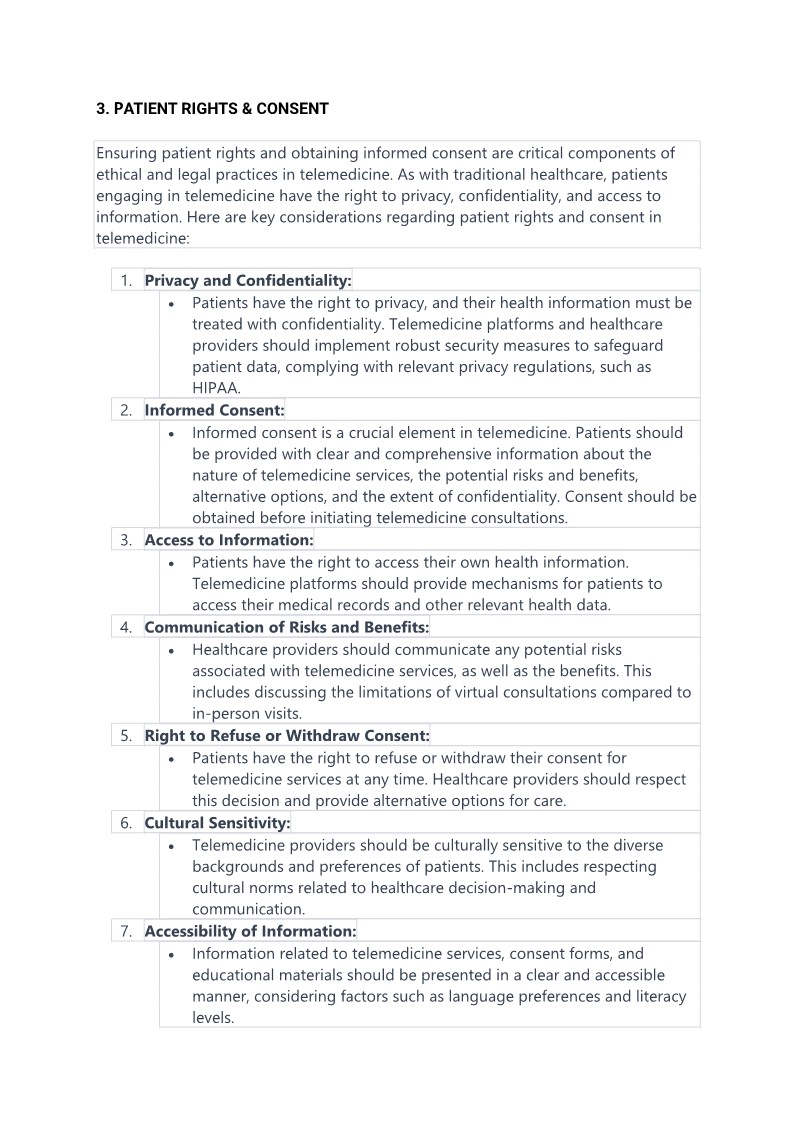 3. PATIENT RIGHTS & CONSENT
Ensuring patient rights and obtaining informed consent are critical components of
ethical and legal practices in telemedicine. As with traditional healthcare, patients
engaging in telemedicine have the right to privacy, confidentiality, and access to
information. Here are key considerations regarding patient rights and consent in
telemedicine:
1. Privacy and Confidentiality:
• Patients have the right to privacy, and their health information must be
treated with confidentiality. Telemedicine platforms and healthcare
providers should implement robust security measures to safeguard
patient data, complying with relevant privacy regulations, such as
HIPAA.
2. Informed Consent:
• Informed consent is a crucial element in telemedicine. Patients should
be provided with clear and comprehensive information about the
nature of telemedicine services, the potential risks and benefits,
alternative options, and the extent of confidentiality. Consent should be
obtained before initiating telemedicine consultations.
3. Access to Information:
• Patients have the right to access their own health information.
Telemedicine platforms should provide mechanisms for patients to
access their medical records and other relevant health data.
4. Communication of Risks and Benefits:
• Healthcare providers should communicate any potential risks
associated with telemedicine services, as well as the benefits. This
includes discussing the limitations of virtual consultations compared to
in-person visits.
5. Right to Refuse or Withdraw Consent:
• Patients have the right to refuse or withdraw their consent for
telemedicine services at any time. Healthcare providers should respect
this decision and provide alternative options for care.
6. Cultural Sensitivity:
• Telemedicine providers should be culturally sensitive to the diverse
backgrounds and preferences of patients. This includes respecting
cultural norms related to healthcare decision-making and
communication.
7. Accessibility of Information:
• Information related to telemedicine services, consent forms, and
educational materials should be presented in a clear and accessible
manner, considering factors such as language preferences and literacy
levels.